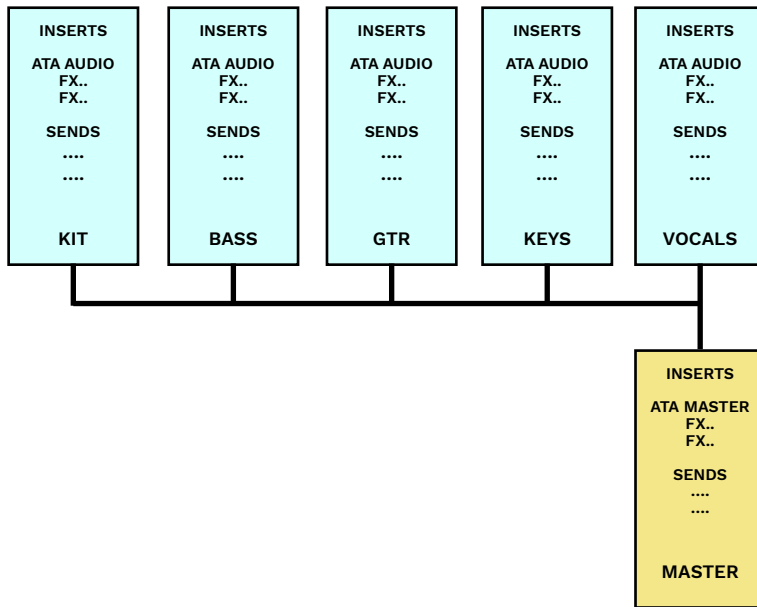 INSERTS
ATA AUDIO
FX..
FX..
SENDS
....
....
KIT
INSERTS
ATA AUDIO
FX..
FX..
SENDS
....
....
BASS
INSERTS
ATA AUDIO
FX..
FX..
SENDS
....
....
GTR
INSERTS
ATA AUDIO
FX..
FX..
SENDS
....
....
KEYS
INSERTS
ATA AUDIO
FX..
FX..
SENDS
....
....
VOCALS
INSERTS
ATA MASTER
FX..
FX..
SENDS
....
....
MASTER